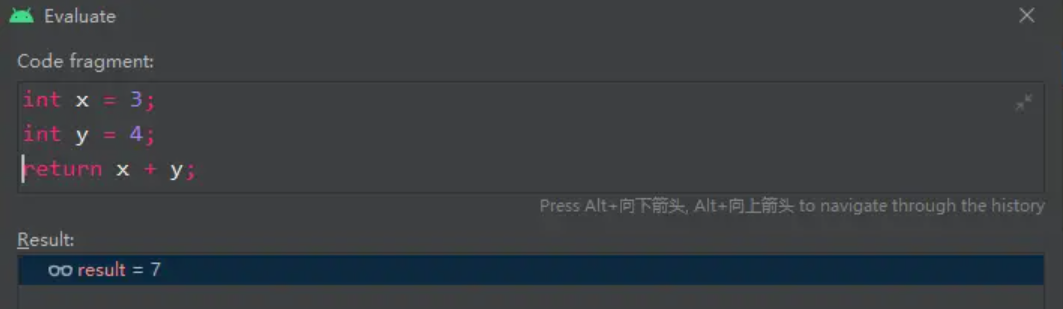 Evaluate
Code fragment:
int x = 3;
int y = 4;
return x + y;
Press Alt+向下箭头, Alt+向上箭头 to navigate through the history
Result:
result = 7